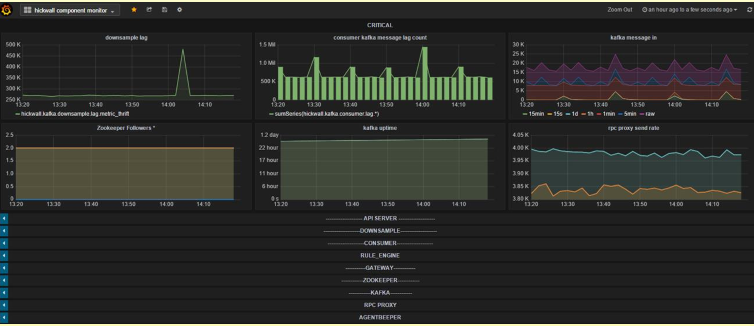 hickwall component monitor
Zoom Out an hour ago to a few seconds ago
CRITICAL
downsample lag
500 K
450 K
400 K
350 K
300 K
250 K
13:20 13:30 13:40 13:50 14:00 14:10
hickwall.kafka.downsample.lag.metric_thrift
consumer kafka message lag count
1.5 Mil
1.0 Mil
500 K
0
13:20 13:30 13:40 13:50 14:00 14:10
sumSeries(hickwall.kafka.consumer.lag.*)
kafka message in
30 K
25 K
20 K
15 K
10 K
5 K
0
13:20 13:30 13:40 13:50 14:00 14:10
15min 15s 1d 1h 1min 5min raw
Zookeeper Followers *
2.5
2.0
1.5
1.0
0.5
0
13:20 13:30 13:40 13:50 14:00 14:10
kafka uptime
1.2 day
22 hour
17 hour
11 hour
6 hour
0 s
13:20 13:30 13:40 13:50 14:00 14:10
rpc proxy send rate
4.05 K
4.00 K
3.95 K
3.90 K
3.85 K
3.80 K
13:20 13:30 13:40 13:50 14:00 14:10
---------------API SERVER ---------------
---------------DOWNSAMPLE---------------
-------------CONSUMER-------------
RULE_ENGINE
--------GATEWAY--------
---------ZOOKEEPER---------
--------KAFKA--------
RPC PROXY
AGENTBEEPER